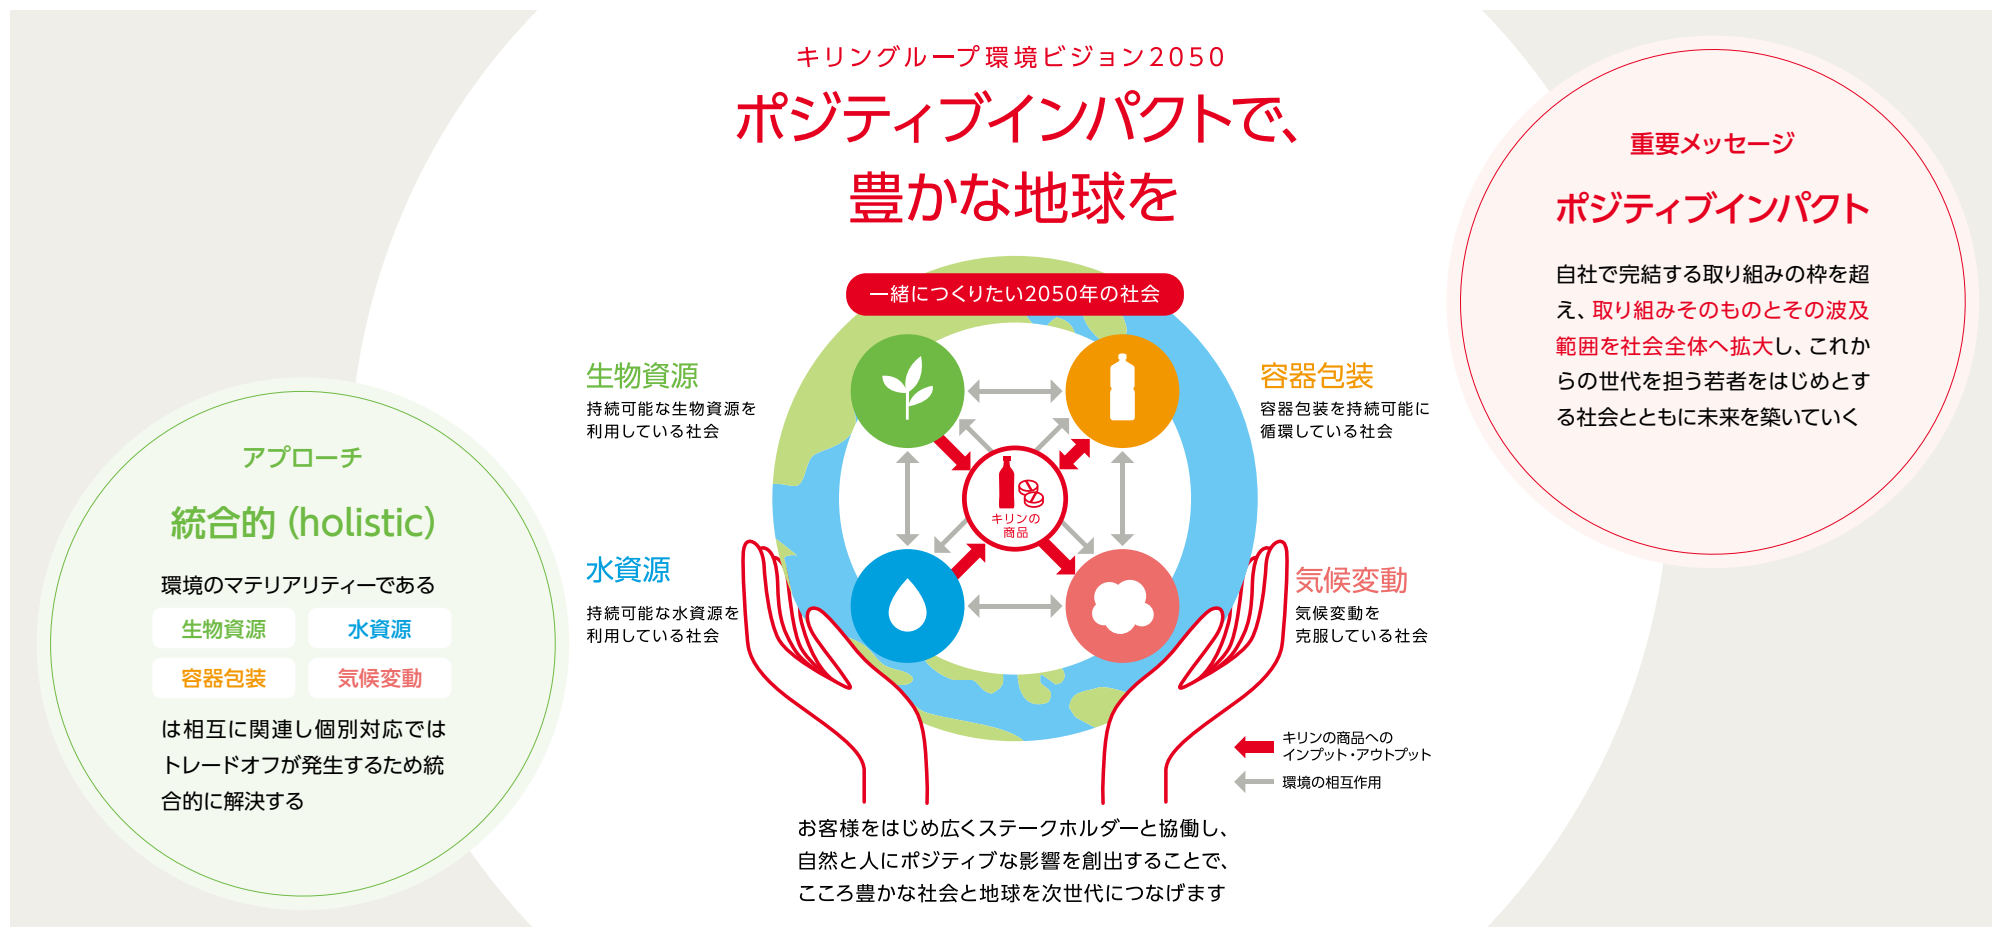 キリングループ環境ビジョン2050
ポジティブインパクトで、
豊かな地球を
一緒につくりたい2050年の社会
生物資源
持続可能な生物資源を
利用している社会
容器包装
容器包装を持続可能に
循環している社会
キリンの
商品
水資源
持続可能な水資源を
利用している社会
気候変動
気候変動を
克服している社会
キリンの商品への
インプット・アウトプット
環境の相互作用
お客様をはじめ広くステークホルダーと協働し、
自然と人にポジティブな影響を創出することで、
こころ豊かな社会と地球を次世代につなげます
アプローチ
統合的（holistic）
環境のマテリアリティーである
生物資源
水資源
容器包装
気候変動
は相互に関連し個別対応では
トレードオフが発生するため統
合的に解決する
重要メッセージ
ポジティブインパクト
自社で完結する取り組みの枠を超
え、取り組みそのものとその波及
範囲を社会全体へ拡大し、これか
らの世代を担う若者をはじめとす
る社会とともに未来を築いていく